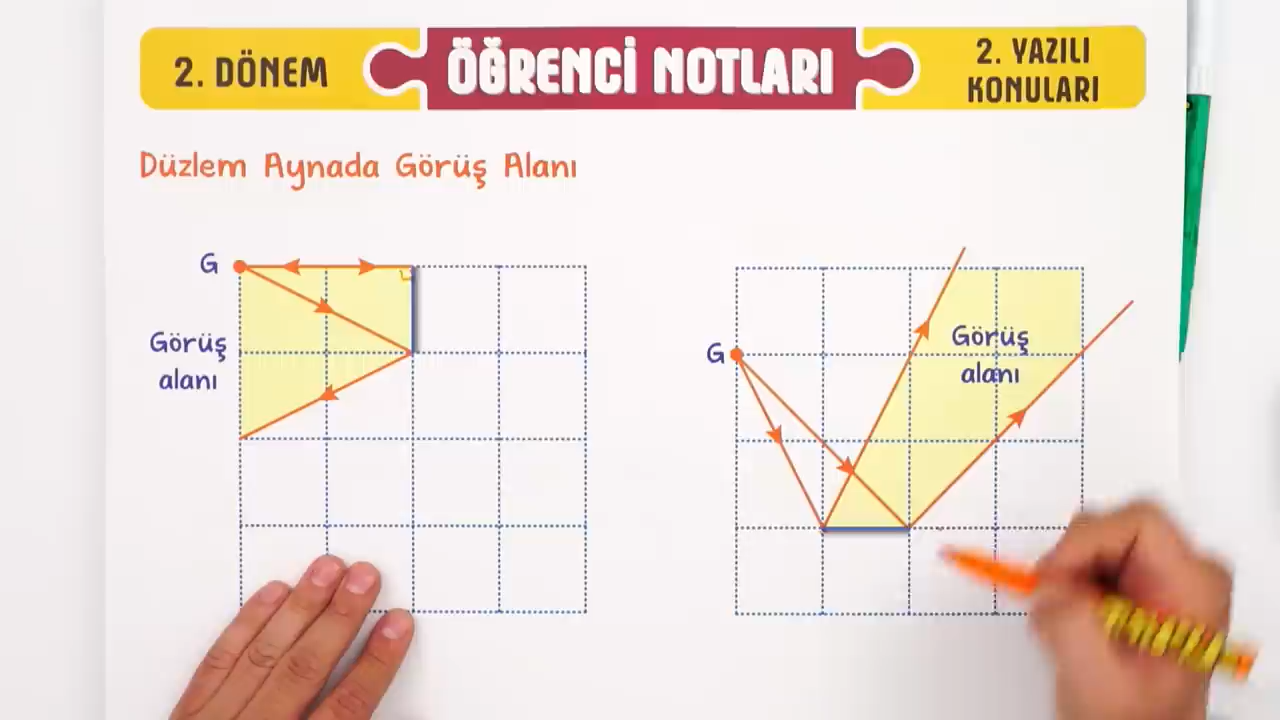 2. DÖNEM
ÖĞRENCİ NOTLARI
2. YAZILI
KONULARI
Düzlem Aynada Görüş Alanı
G
Görüş
alanı
G
Görüş
alanı